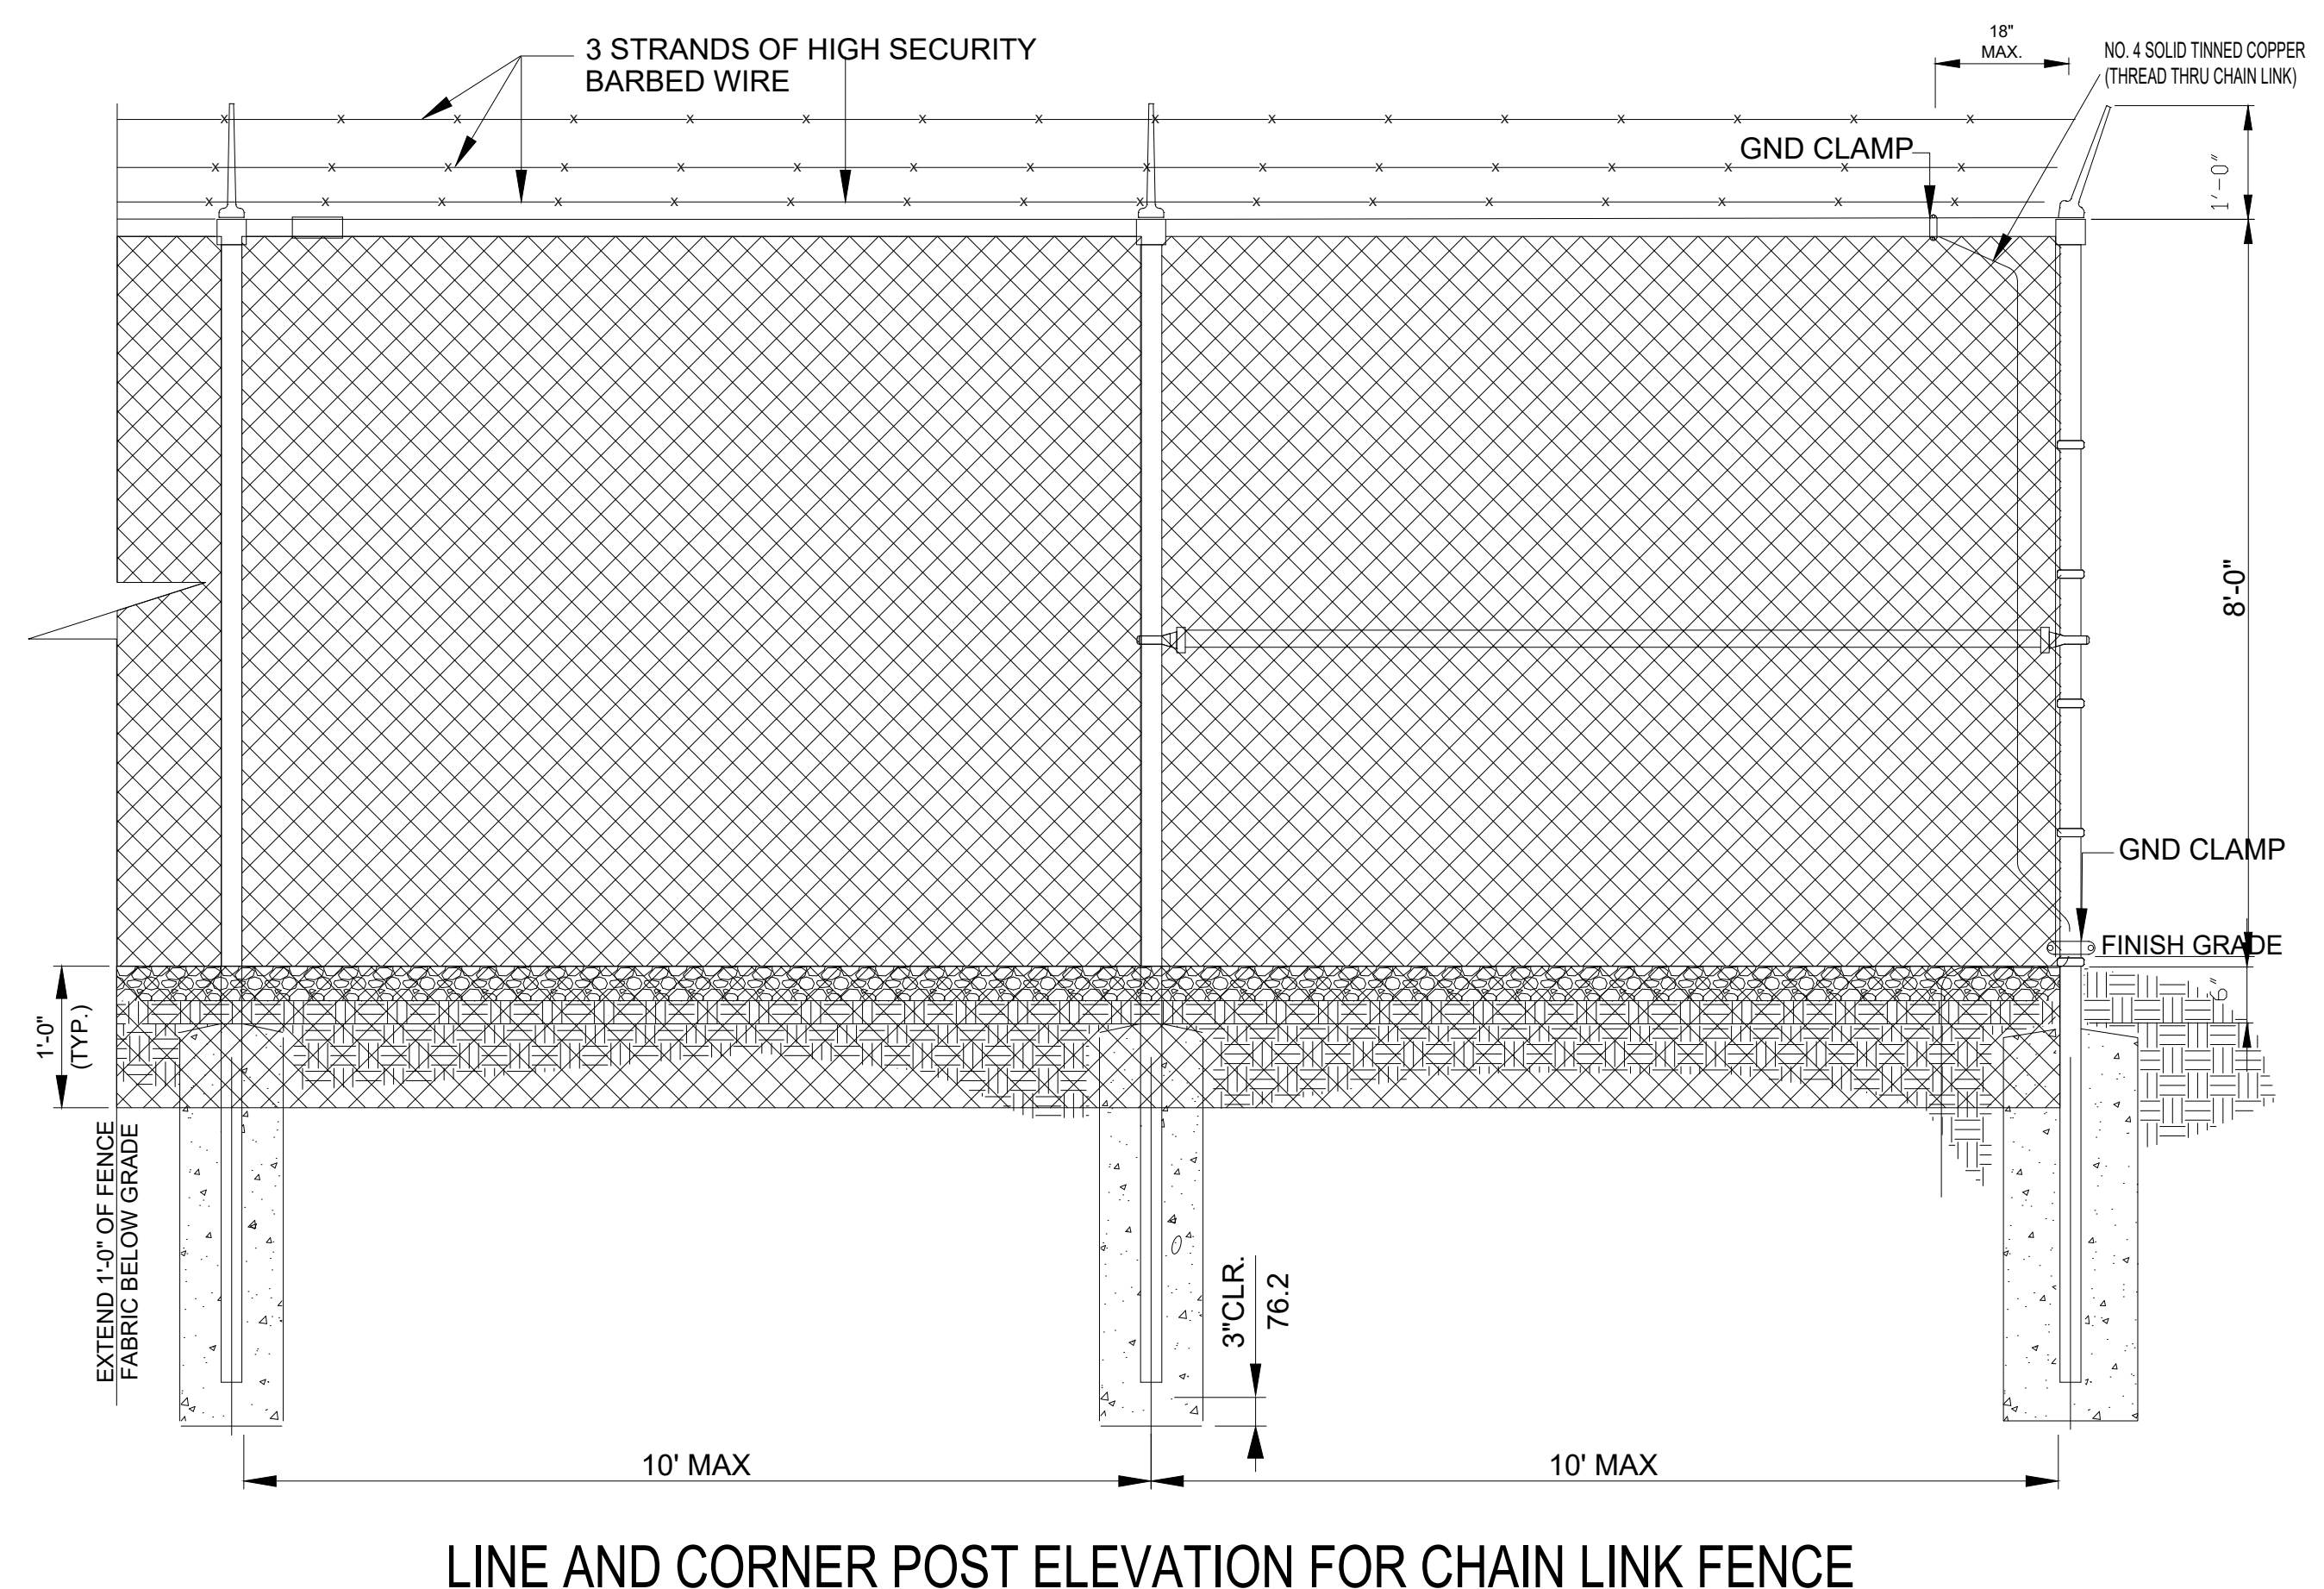 3 STRANDS OF HIGH SECURITY
BARBED WIRE
18"
MAX.
NO. 4 SOLID TINNED COPPER
(THREAD THRU CHAIN LINK)
GND CLAMP
1'-0"
8'-0"
GND CLAMP
FINISH GRADE
6"
1'-0"
(TYP.)
EXTEND 1'-0" OF FENCE
FABRIC BELOW GRADE
3"CLR.
76.2
10' MAX
10' MAX
LINE AND CORNER POST ELEVATION FOR CHAIN LINK FENCE